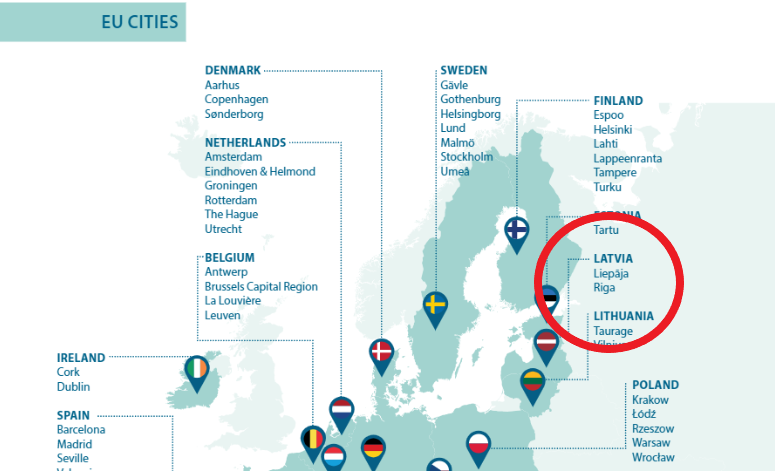 EU CITIES
DENMARK
Aarhus
Copenhagen
Sønderborg
NETHERLANDS
Amsterdam
Eindhoven & Helmond
Groningen
Rotterdam
The Hague
Utrecht
BELGIUM
Antwerp
Brussels Capital Region
La Louvière
Leuven
IRELAND
Cork
Dublin
SPAIN
Barcelona
Madrid
Seville
SWEDEN
Gävle
Gothenburg
Helsingborg
Lund
Malmö
Stockholm
Umeå
FINLAND
Espoo
Helsinki
Lahti
Lappeenranta
Tampere
Turku
ESTONIA
Tartu
LATVIA
Liepāja
Riga
LITHUANIA
Taurage
Vilnius
POLAND
Krakow
Łódź
Rzeszow
Warsaw
Wrocław